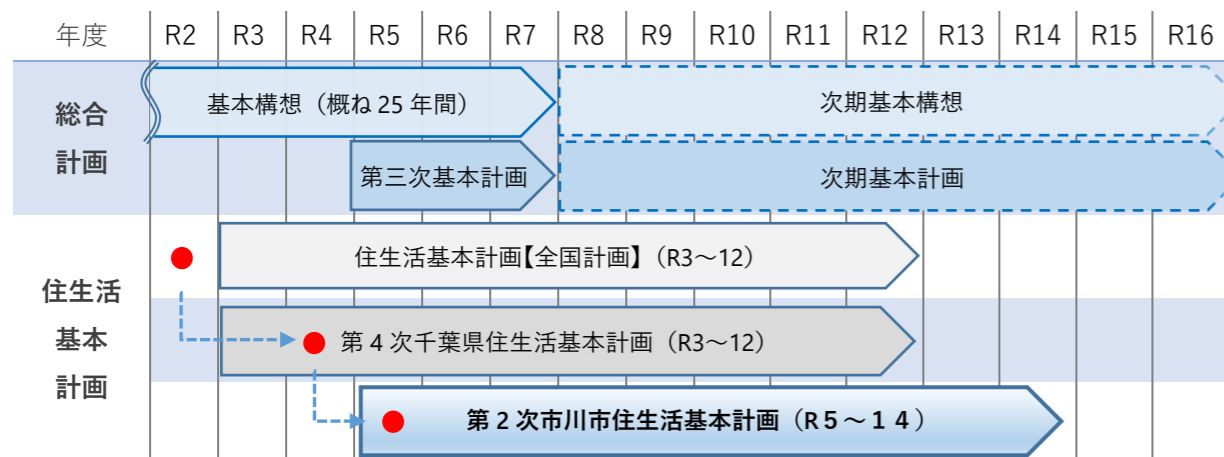 年度 R2 R3 R4 R5 R6 R7 R8 R9 R10 R11 R12 R13 R14 R15 R16
総合
計画
基本構想（概ね 25 年間）
次期基本構想
第三次基本計画
次期基本計画
住生活
基本
計画
住生活基本計画【全国計画】（R3～12）
第 4 次千葉県住生活基本計画（R3～12）
第 2 次市川市住生活基本計画（R５～１４）